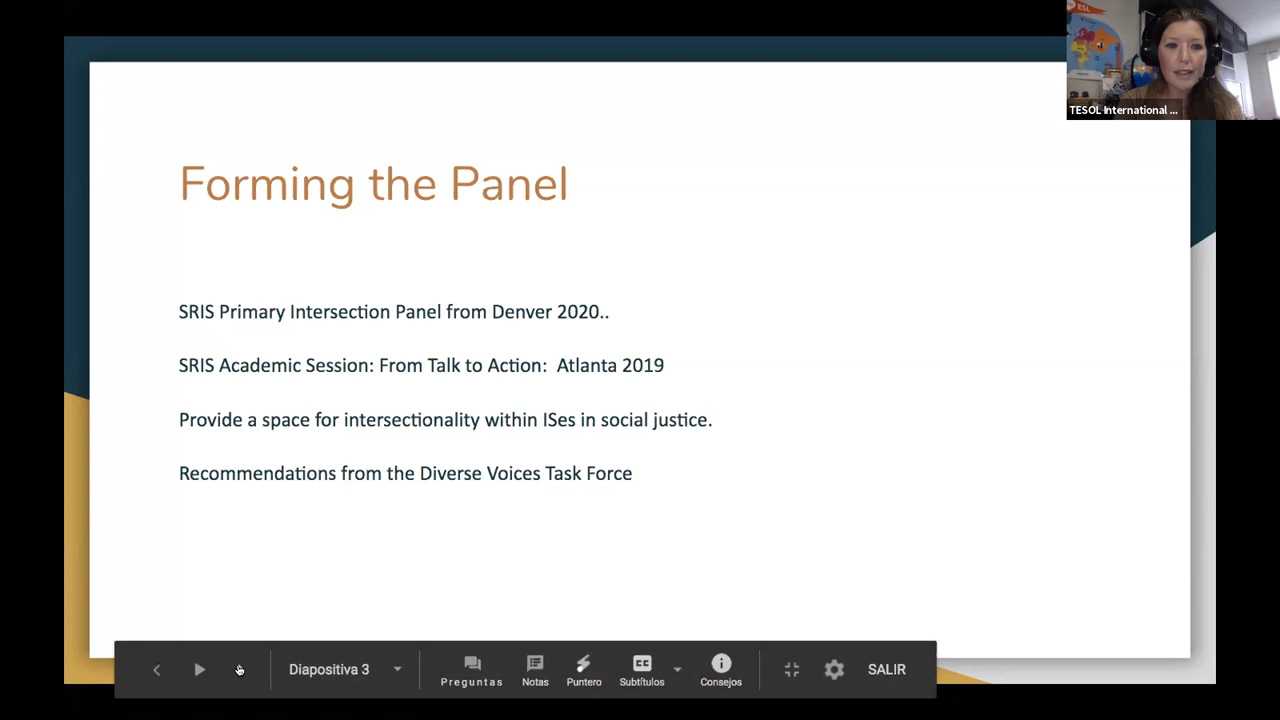 ESL
TESOL International ...
Forming the Panel
SRIS Primary Intersection Panel from Denver 2020..
SRIS Academic Session: From Talk to Action: Atlanta 2019
Provide a space for intersectionality within ISes in social justice.
Recommendations from the Diverse Voices Task Force
Diapositiva 3
Preguntas
Notas
Puntero
CC
Subtítulos
Consejos
SALIR